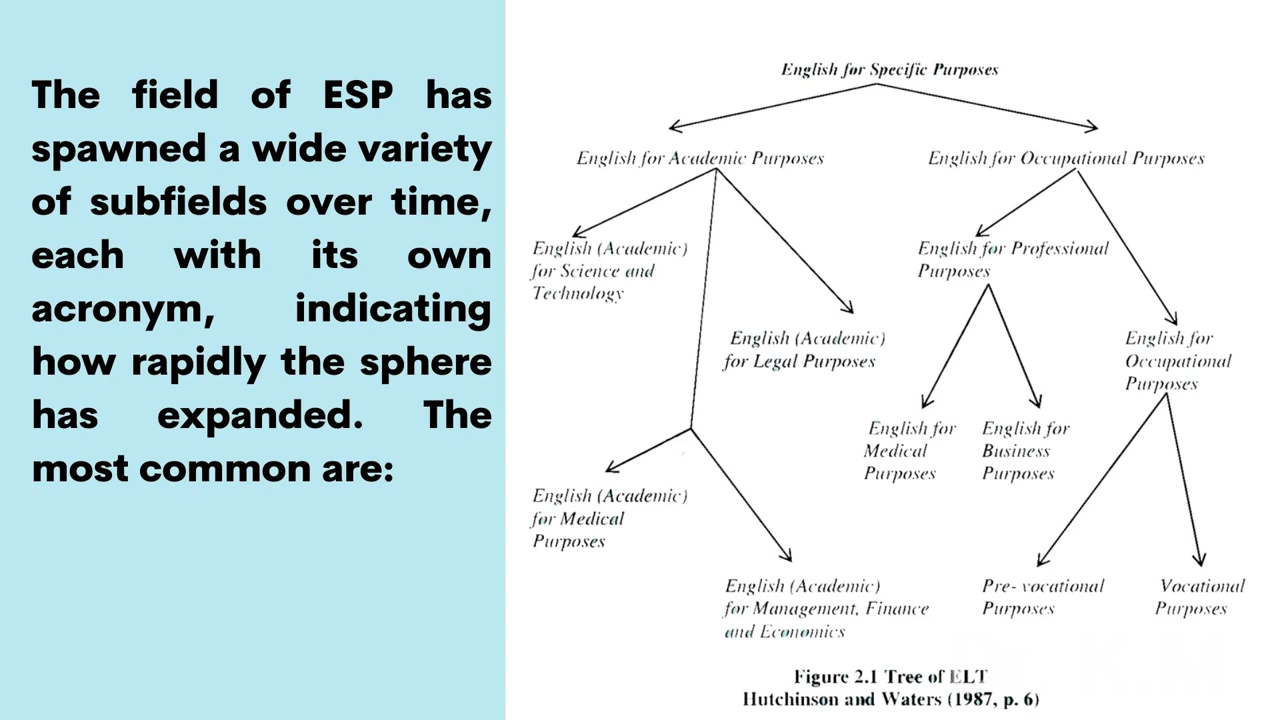 The field of ESP has
spawned a wide variety
of subfields over time,
each with its own
acronym, indicating
how rapidly the sphere
has expanded. The
most common are:
English for Specific Purposes
English for Academic Purposes
English for Occupational Purposes
English (Academic)
for Science and
Technology
English for Professional
Purposes
English (Academic)
for Legal Purposes
English for
Occupational
Purposes
English for
Medical
Purposes
English for
Business
Purposes
English (Academic)
for Medical
Purposes
English (Academic)
for Management, Finance
and Economics
Pre- vocational
Purposes
Vocational
Purposes
Figure 2.1 Tree of ELT
Hutchinson and Waters (1987, p. 6)